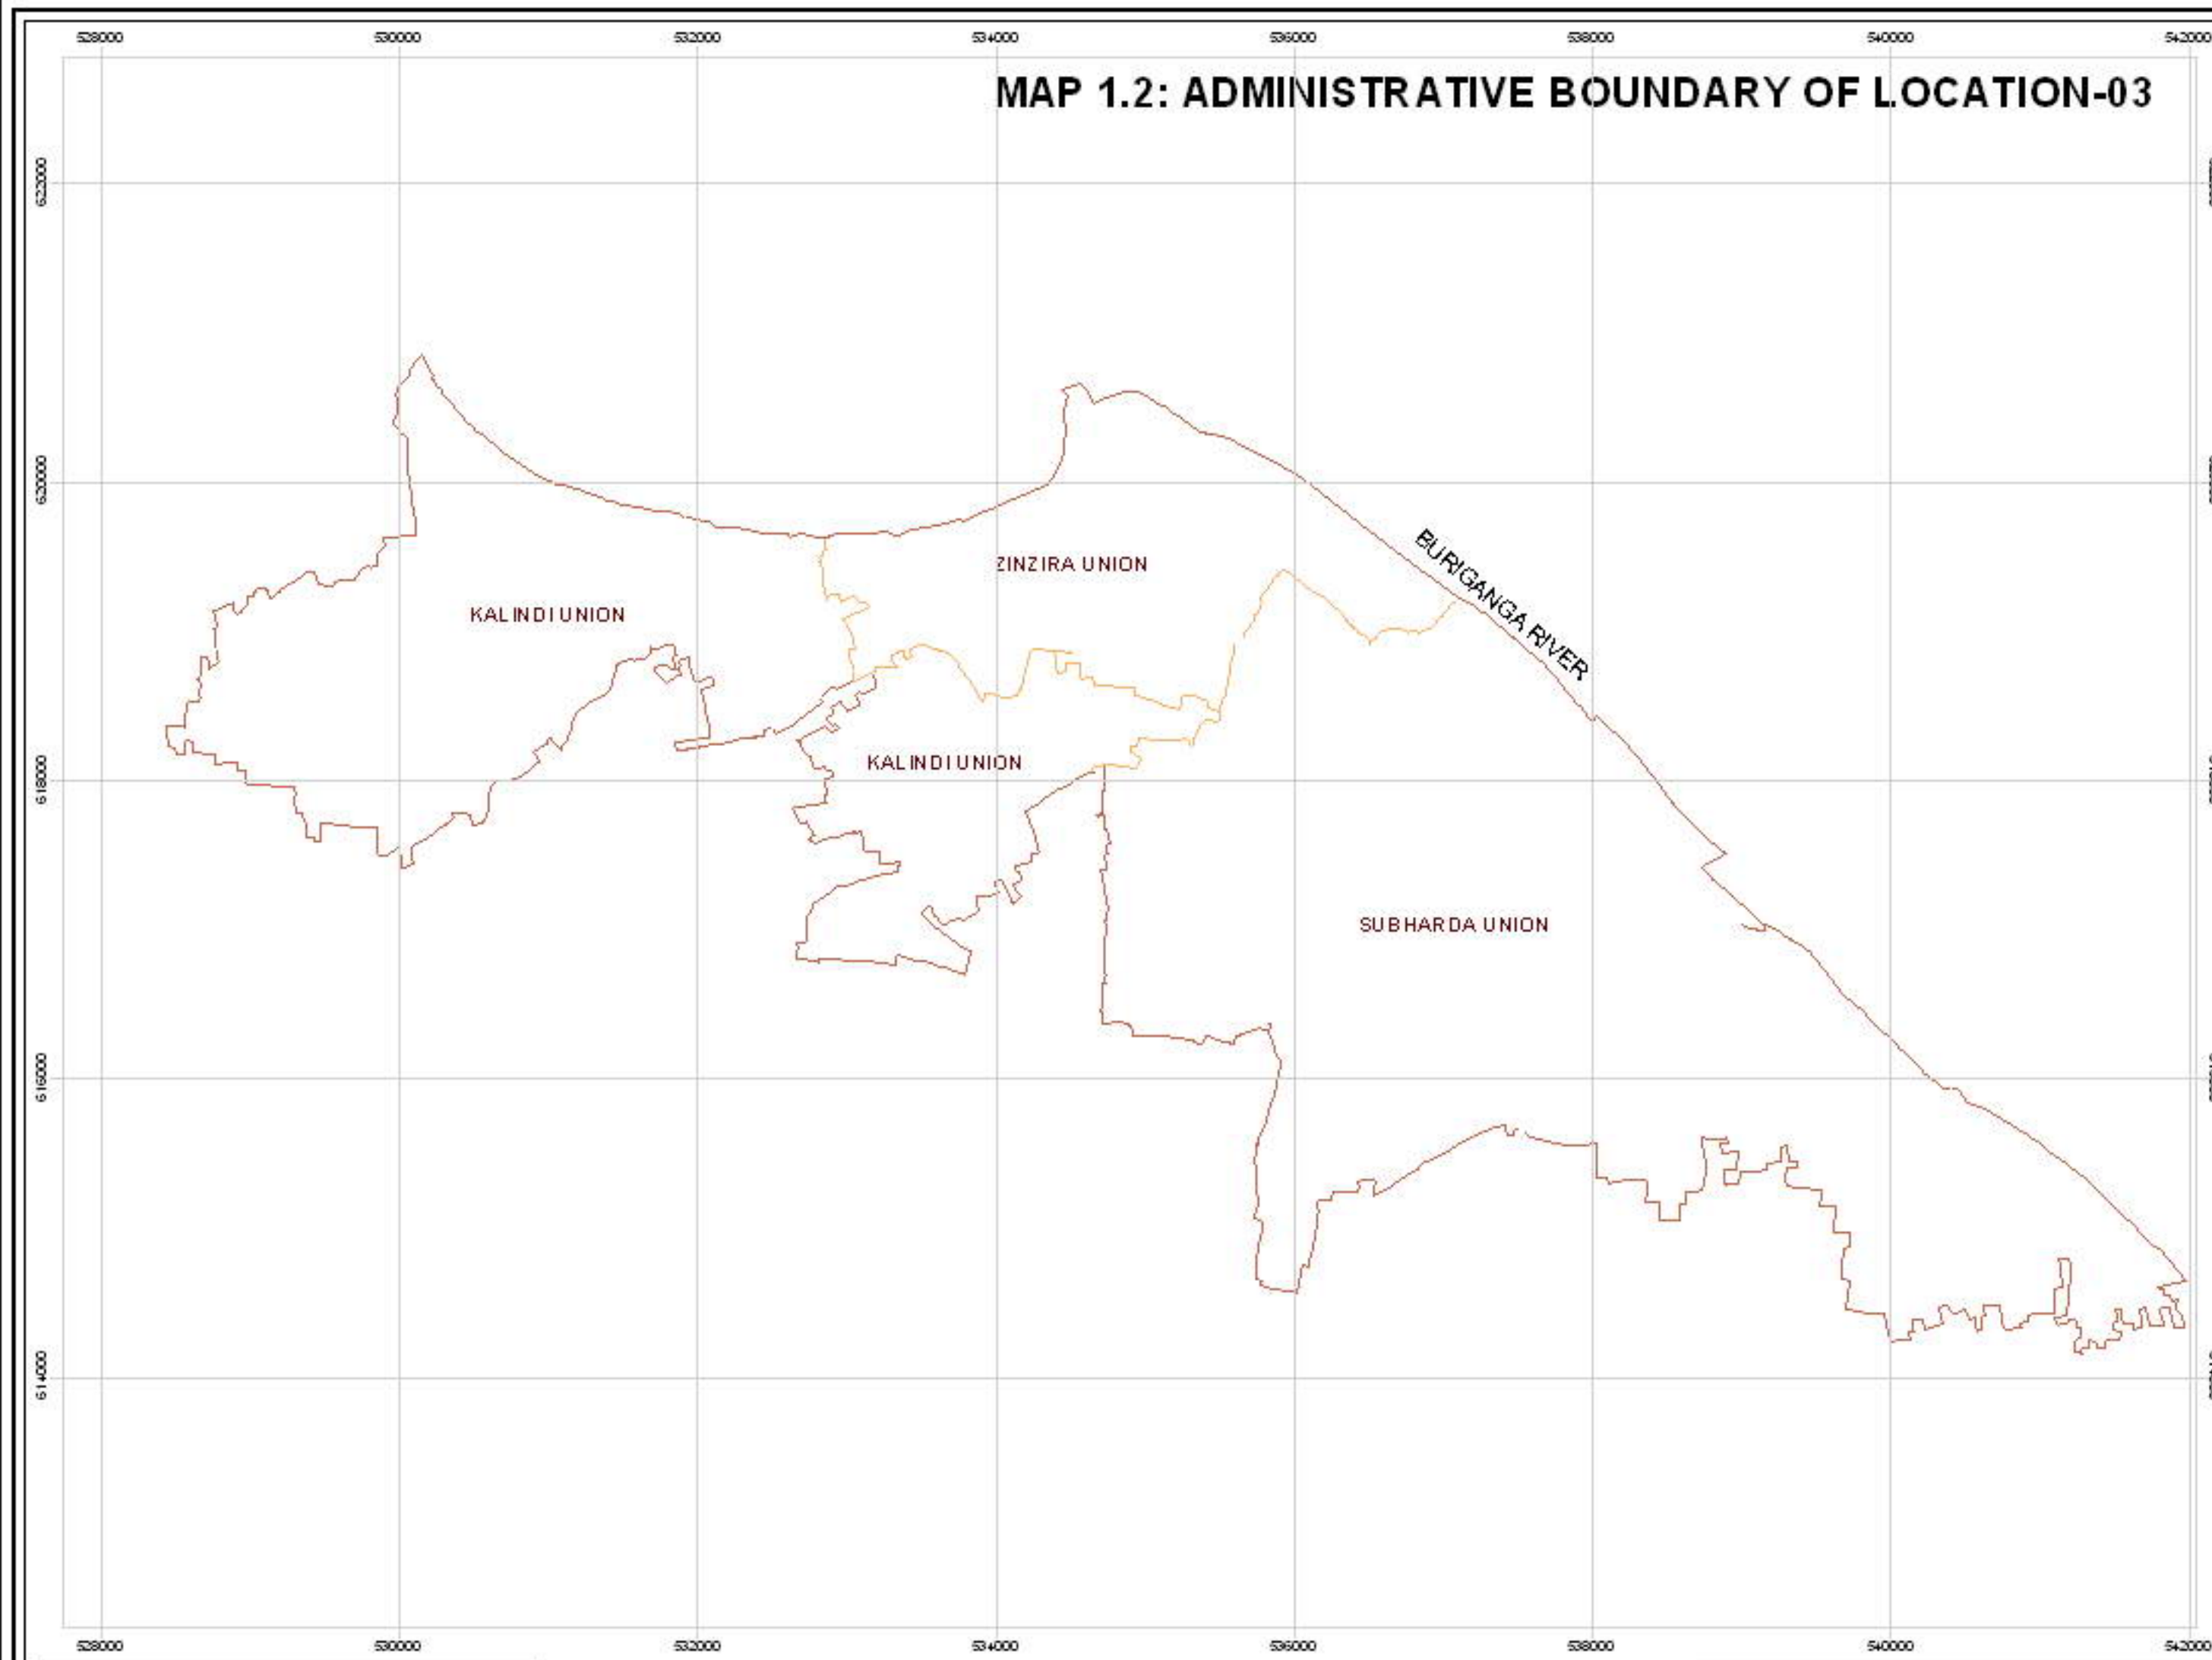 528000 530000 532000 534000 536000 538000 540000 542000
MAP 1.2: ADMINISTRATIVE BOUNDARY OF LOCATION-03
622000
620000
BURIGANGA RIVER
ZINZIRA UNION
KALINDI UNION
KALINDI UNION
618000
SUBHARDA UNION
616000
614000
528000 530000 532000 534000 536000 538000 540000 542000